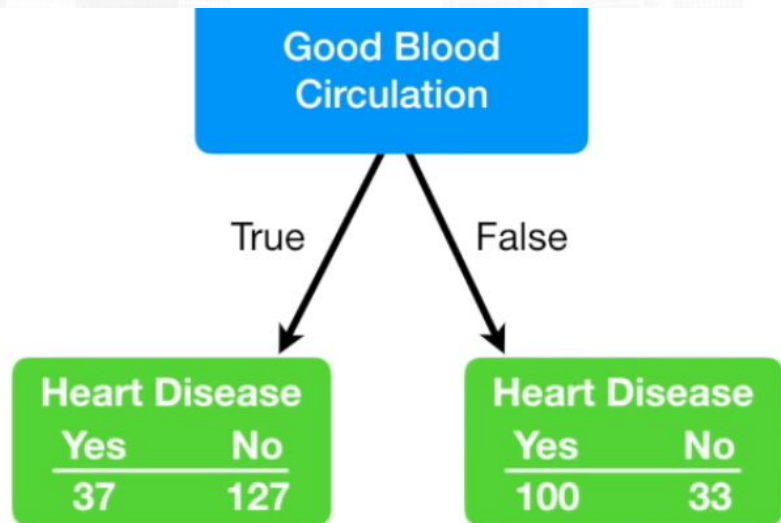 Good Blood
Circulation
True False
Heart Disease
Yes No
37 127
Heart Disease
Yes No
100 33